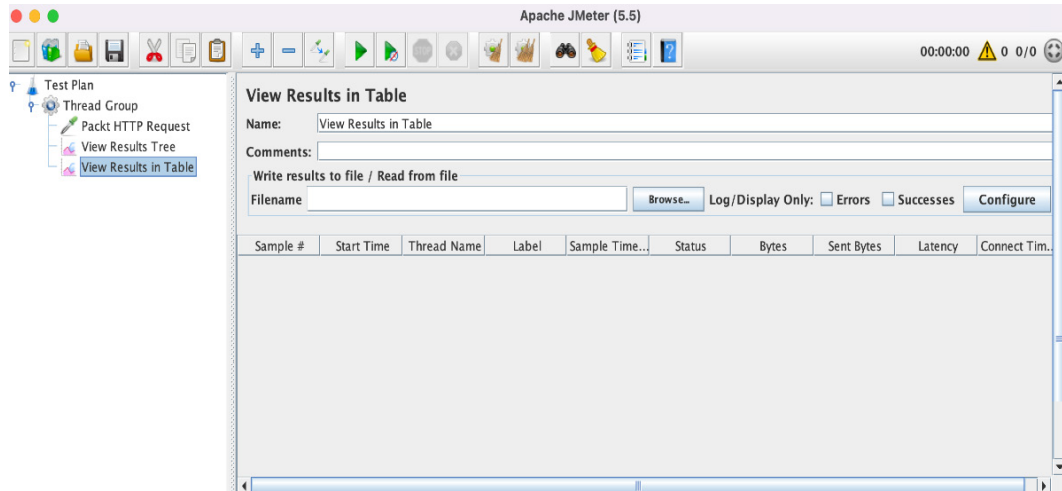 Apache JMeter (5.5)
STOP 00:00:00 0 0/0
Test Plan
Thread Group
Packt HTTP Request
View Results Tree
View Results in Table
View Results in Table
Name: View Results in Table
Comments:
Write results to file / Read from file
Filename Browse... Log/Display Only: Errors Successes Configure
Sample # Start Time Thread Name Label Sample Time... Status Bytes Sent Bytes Latency Connect Tim...